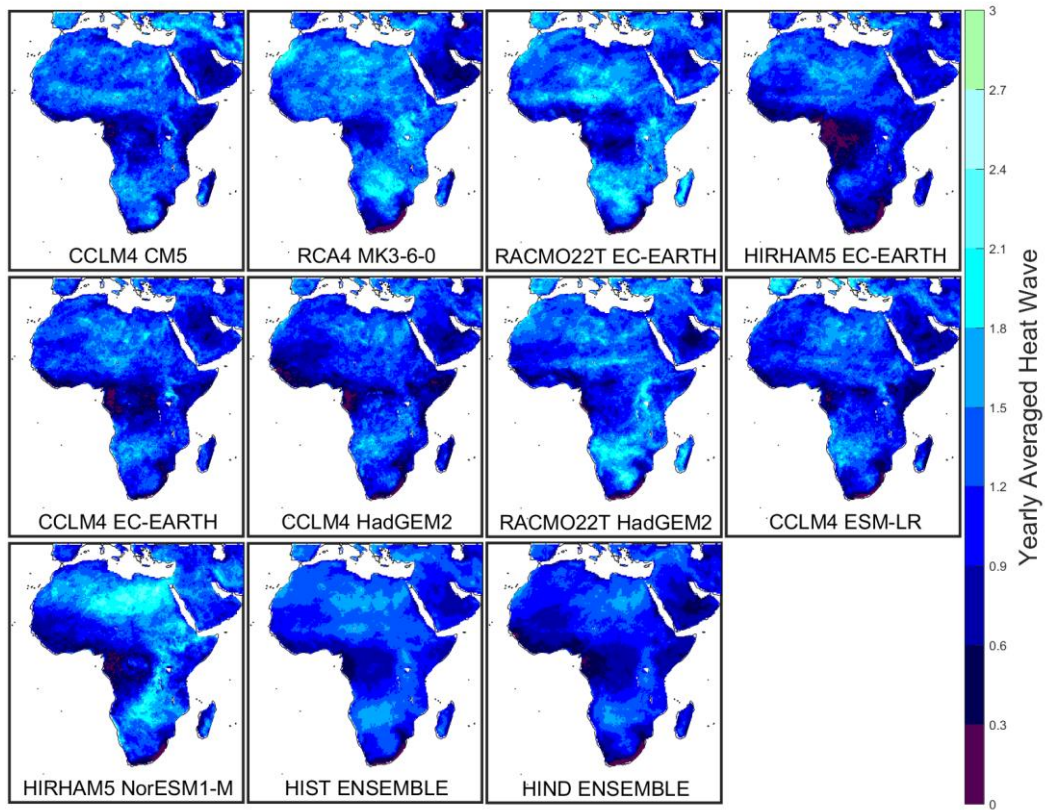 CCLM4 CM5
RCA4 MK3-6-0
RACMO22T EC-EARTH
HIRHAM5 EC-EARTH
CCLM4 EC-EARTH
CCLM4 HadGEM2
RACMO22T HadGEM2
CCLM4 ESM-LR
HIRHAM5 NorESM1-M
HIST ENSEMBLE
HIND ENSEMBLE
3
2.7
2.4
2.1
1.8
1.5
1.2
0.9
0.6
0.3
0
Yearly Averaged Heat Wave